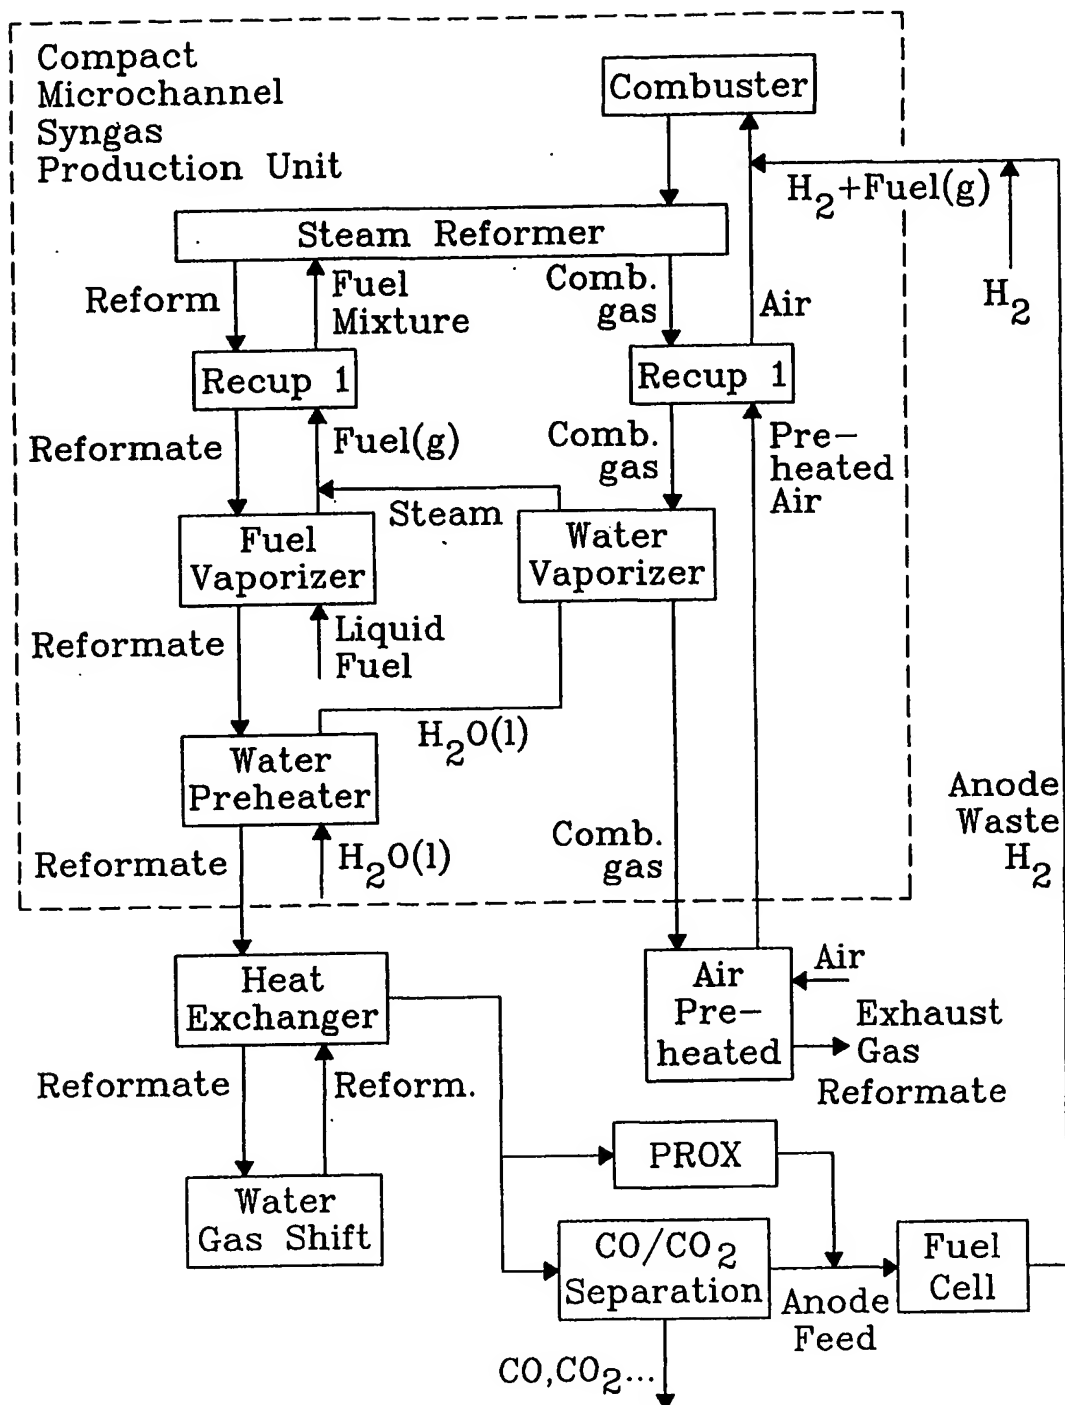 Compact
Microchannel
Syngas
Production Unit
Combuster
H2+Fuel(g)
H2
Steam Reformer
Reform
Fuel
Mixture
Comb.
gas
Air
Recup 1
Recup 1
Reformate
Fuel(g)
Comb.
gas
Pre-
heated
Air
Steam
Fuel
Vaporizer
Water
Vaporizer
Reformate
Liquid
Fuel
H2O(l)
Water
Preheater
Anode
Waste
H2
Reformate
H2O(l)
Comb.
gas
Heat
Exchanger
Air
Pre-
heated
Air
Exhaust
Gas
Reformate
Reformate
Reform.
PROX
Water
Gas Shift
CO/CO2
Separation
Fuel
Cell
Anode
Feed
CO,CO2...